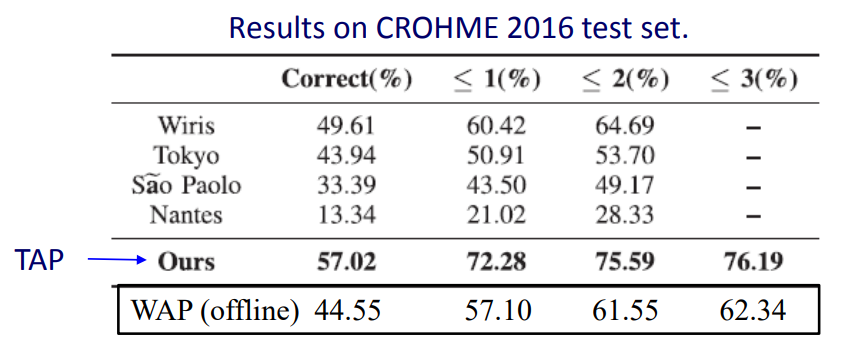 Results on CROHME 2016 test set.
Correct(%) ≤ 1(%) ≤ 2(%) ≤ 3(%)
Wiris 49.61 60.42 64.69 –
Tokyo 43.94 50.91 53.70 –
São Paolo 33.39 43.50 49.17 –
Nantes 13.34 21.02 28.33 –
TAP Ours 57.02 72.28 75.59 76.19
WAP (offline) 44.55 57.10 61.55 62.34